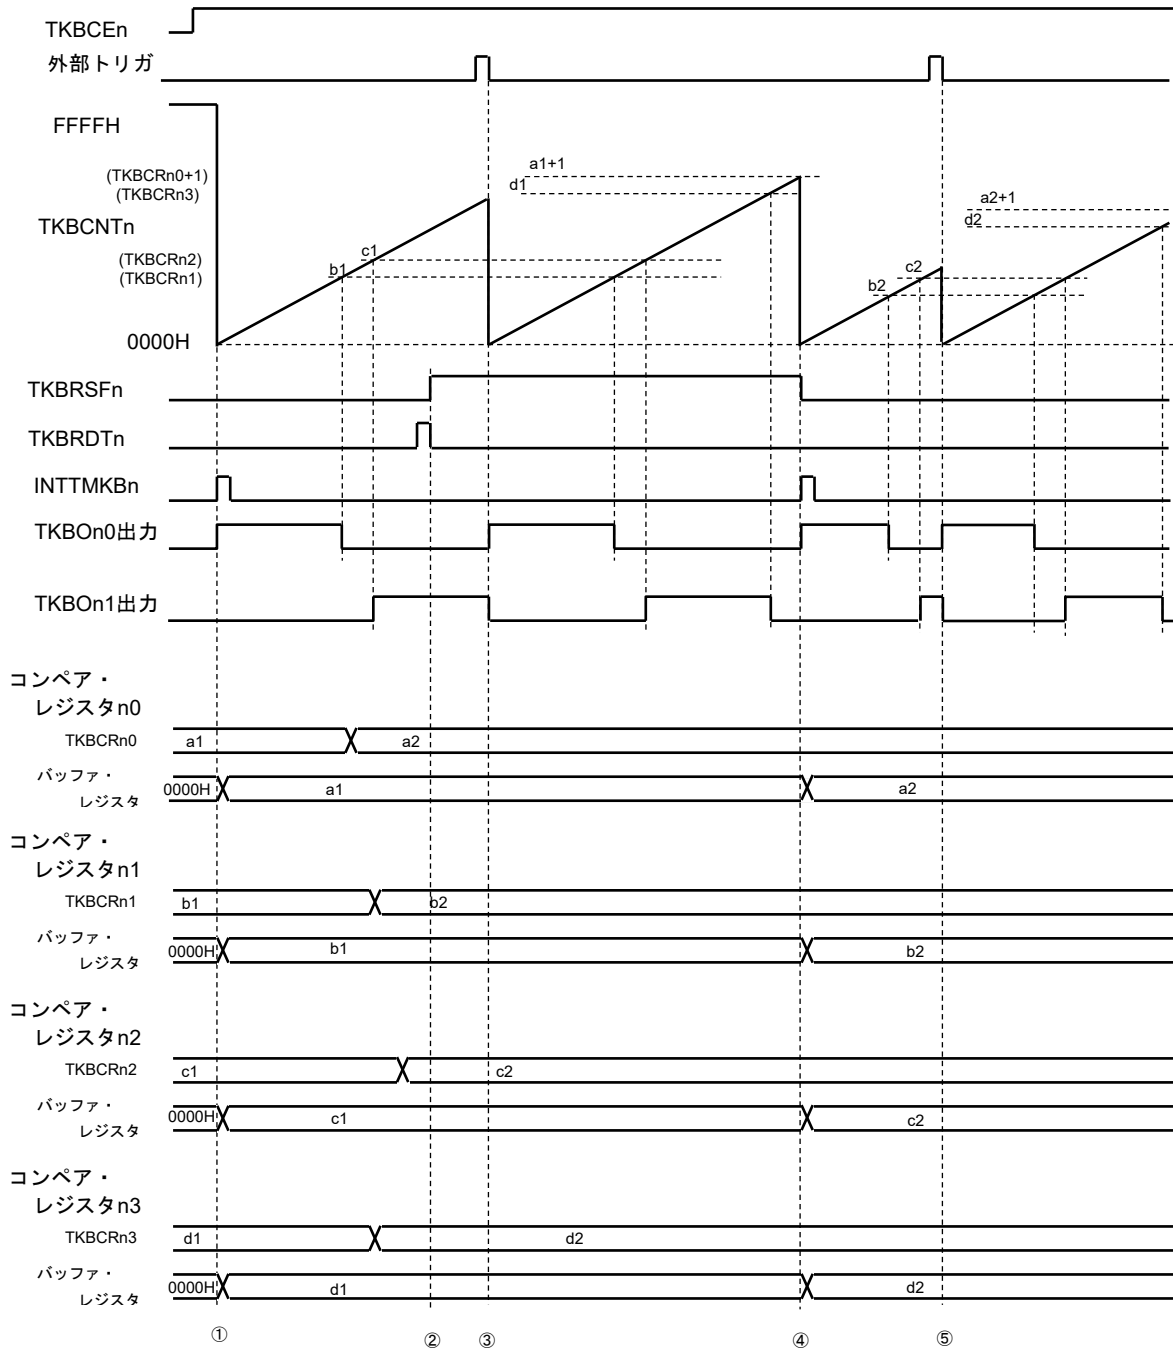 TKBCEn
外部トリガ
FFFFH
(TKBCRn0+1)
(TKBCRn3)
TKBCNTn
(TKBCRn2)
(TKBCRn1)
0000H
b1
c1
a1+1
d1
b2
c2
a2+1
d2
TKBRSFn
TKBRDTn
INTTMKBn
TKBOn0出力
TKBOn1出力
コンペア・
レジスタn0
TKBCRn0 a1 a2
バッファ・
レジスタ 0000H a1 a2
コンペア・
レジスタn1
TKBCRn1 b1 b2
バッファ・
レジスタ 0000H b1 b2
コンペア・
レジスタn2
TKBCRn2 c1 c2
バッファ・
レジスタ 0000H c1 c2
コンペア・
レジスタn3
TKBCRn3 d1 d2
バッファ・
レジスタ 0000H d1 d2
① ② ③ ④ ⑤